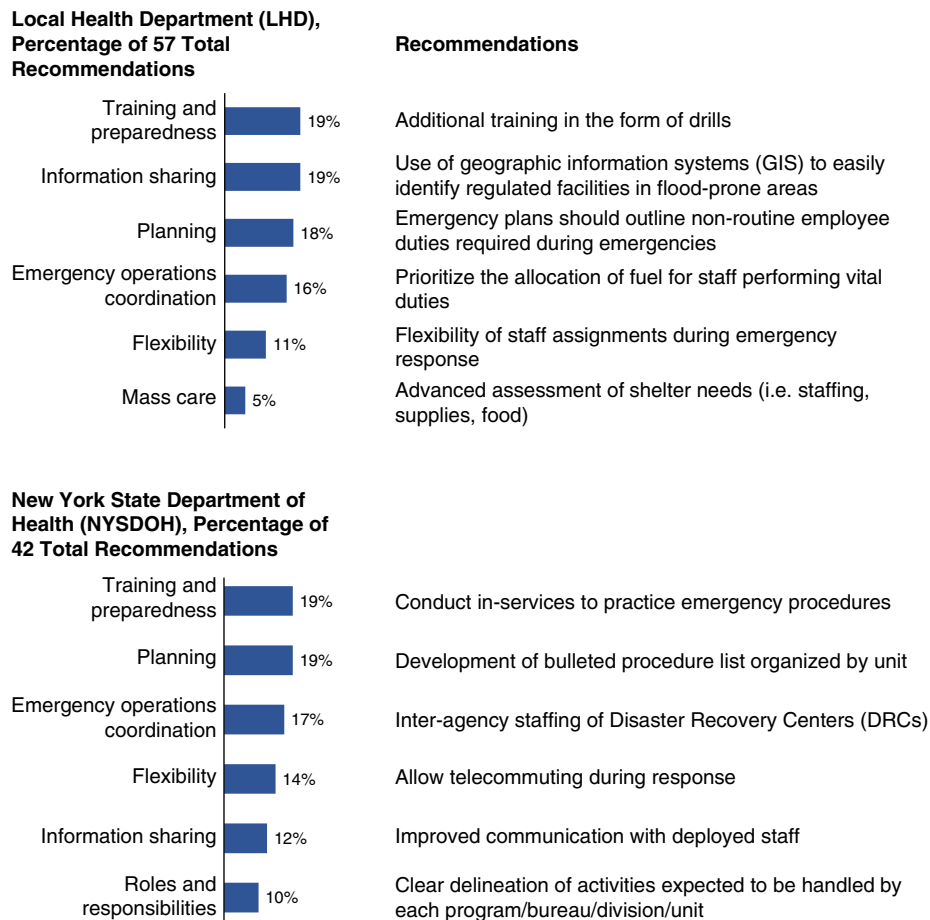 Local Health Department (LHD),
Percentage of 57 Total
Recommendations
Recommendations
Training and
preparedness
19%
Additional training in the form of drills
Information sharing
19%
Use of geographic information systems (GIS) to easily
identify regulated facilities in flood-prone areas
Planning
18%
Emergency plans should outline non-routine employee
duties required during emergencies
Emergency operations
coordination
16%
Prioritize the allocation of fuel for staff performing vital
duties
Flexibility
11%
Flexibility of staff assignments during emergency
response
Mass care
5%
Advanced assessment of shelter needs (i.e. staffing,
supplies, food)
New York State Department of
Health (NYSDOH), Percentage of
42 Total Recommendations
Training and
preparedness
19%
Conduct in-services to practice emergency procedures
Planning
19%
Development of bulleted procedure list organized by unit
Emergency operations
coordination
17%
Inter-agency staffing of Disaster Recovery Centers (DRCs)
Flexibility
14%
Allow telecommuting during response
Information sharing
12%
Improved communication with deployed staff
Roles and
responsibilities
10%
Clear delineation of activities expected to be handled by
each program/bureau/division/unit